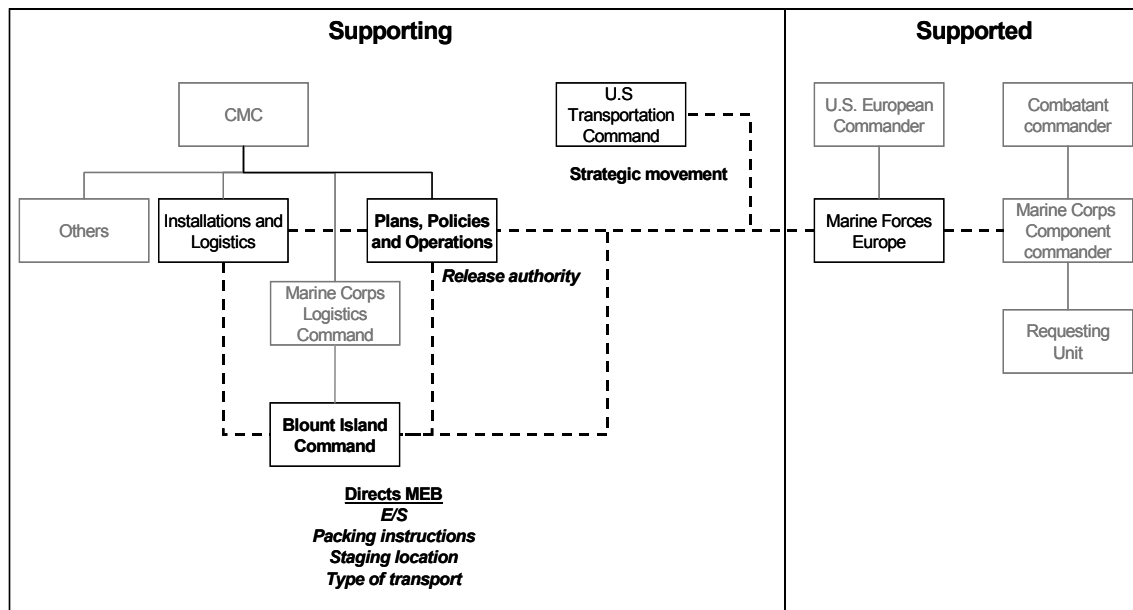 Supporting
Supported
CMC
U.S
Transportation
Command
U.S. European
Commander
Combatant
commander
Strategic movement
Others
Installations and
Logistics
Plans, Policies
and Operations
Marine Forces
Europe
Marine Corps
Component
commander
Release authority
Marine Corps
Logistics
Command
Requesting
Unit
Blount Island
Command
Directs MEB
E/S
Packing instructions
Staging location
Type of transport